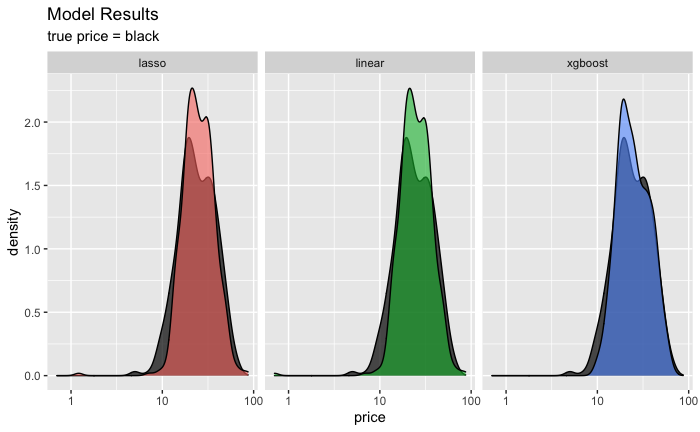 Model Results
true price = black
lasso linear xgboost
2.0
1.5
1.0
0.5
0.0
density
1 10 100 1 10 100 1 10 100
price